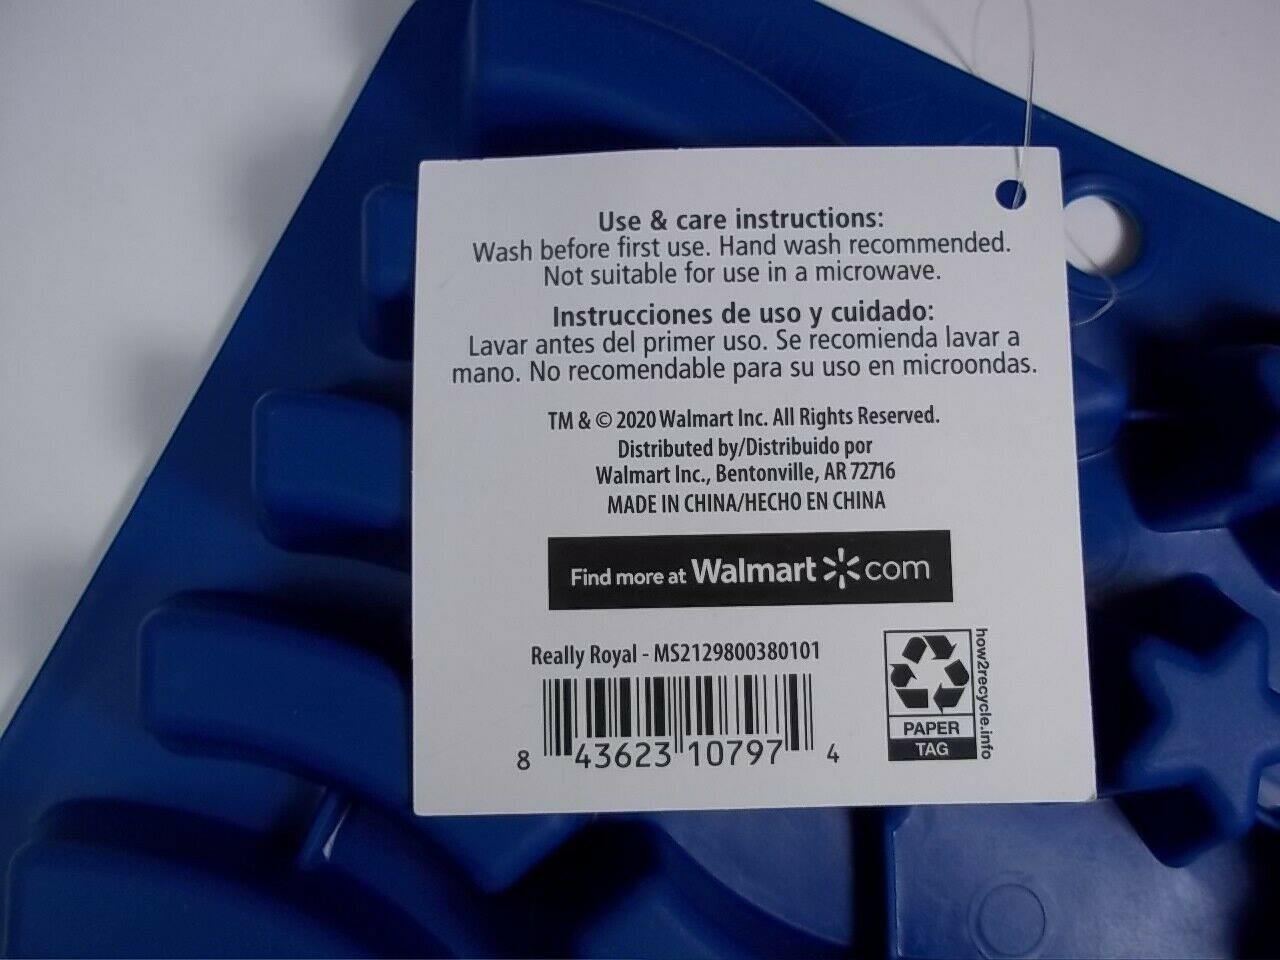 Use & care instructions:
Wash before first use. Hand wash recommended.
Not suitable for use in a microwave.
Instrucciones de uso y cuidado:
Lavar antes del primer uso. Se recomienda lavar a
mano. No recomendable para su uso en microondas.
TM & © 2020 Walmart Inc. All Rights Reserved.
Distributed by/Distribuido por
Walmart Inc., Bentonville, AR 72716
MADE IN CHINA/HECHO EN CHINA
Find more at Walmart com
Really Royal - MS2129800380101
8 43623 10797 4
PAPER
TAG
how2recycle.info